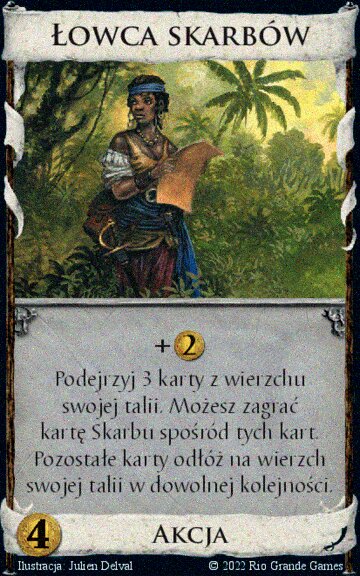 Łowca skarbów
+2
Podejrzyj 3 karty z wierzchu
swojej talii. Możesz zagrać
kartę Skarbu spośród tych kart.
Pozostałe karty odłóż na wierzch
swojej talii w dowolnej kolejności.
4
Akcja
Ilustracja: Julien Delval
© 2022 Rio Grande Games